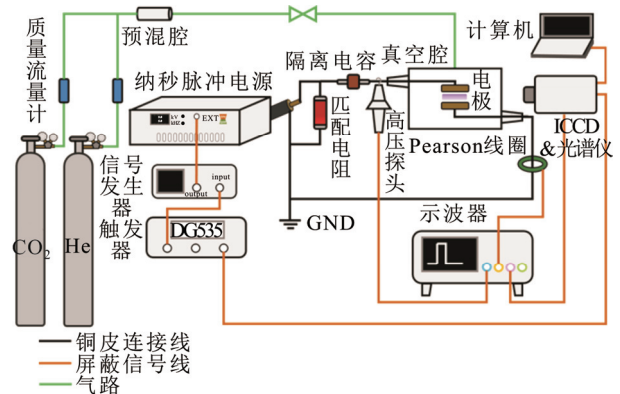 质量流量计
预混腔
纳秒脉冲电源
kV
kHZ
EXT
隔离电容
真空腔
计算机
匹配电阻
高压探头
电极
Pearson线圈
ICCD
&光谱仪
信号发生器
output
input
触发器
DG535
GND
示波器
CO₂
He
铜皮连接线
屏蔽信号线
气路